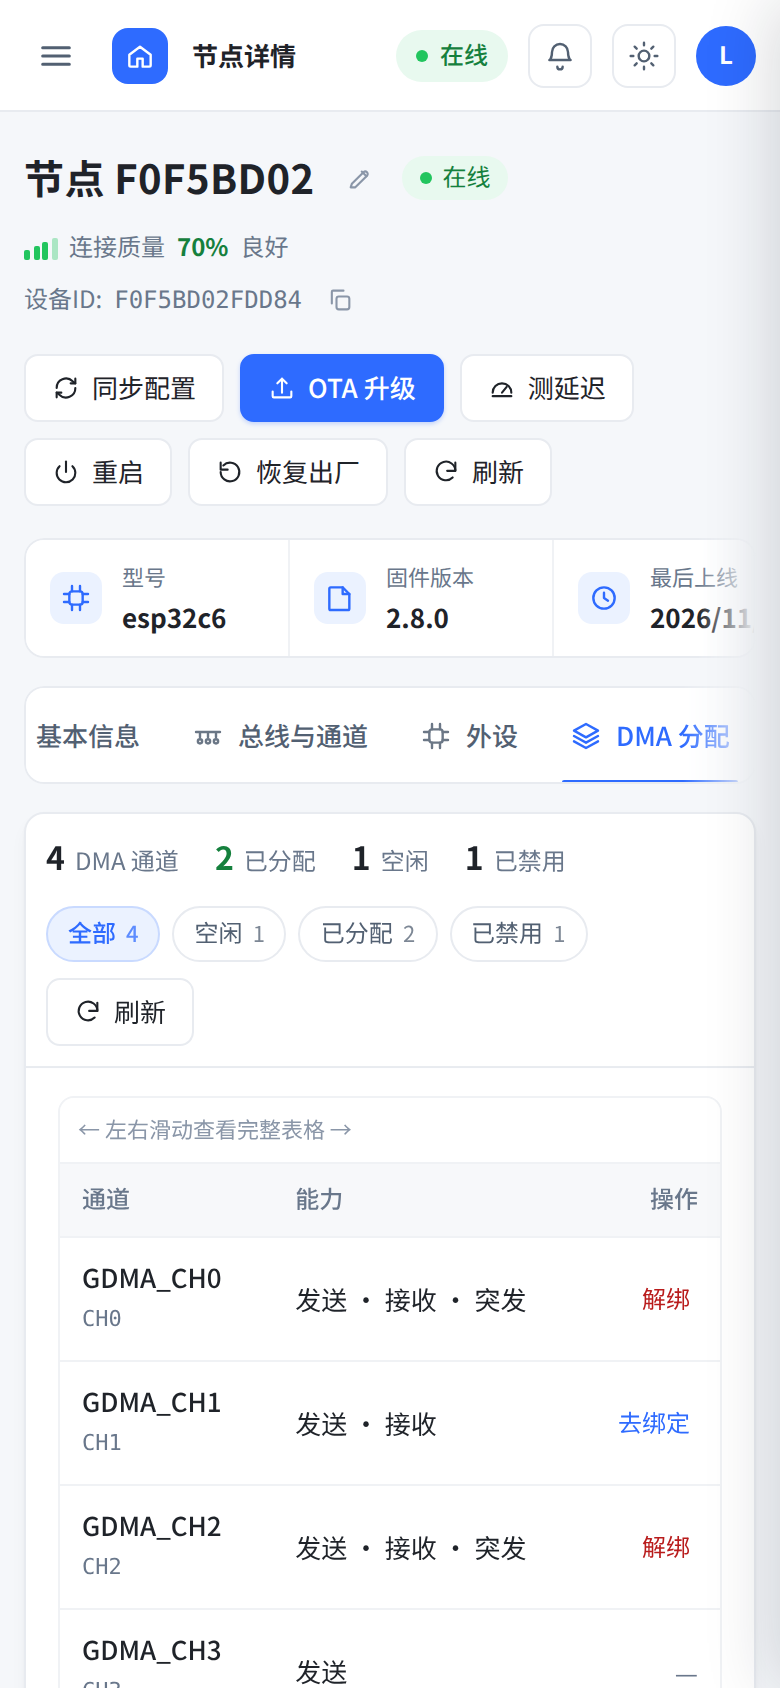 节点详情 在线 L
节点 F0F5BD02 在线
连接质量 70% 良好
设备ID: F0F5BD02FDD84
同步配置 OTA 升级 测延迟
重启 恢复出厂 刷新
型号 固件版本 最后上线
esp32c6 2.8.0 2026/11
基本信息 总线与通道 外设 DMA 分配
4 DMA 通道 2 已分配 1 空闲 1 已禁用
全部 4 空闲 1 已分配 2 已禁用 1
刷新
← 左右滑动查看完整表格 →
通道 能力 操作
GDMA_CH0
CH0 发送 · 接收 · 突发 解绑
GDMA_CH1
CH1 发送 · 接收 去绑定
GDMA_CH2
CH2 发送 · 接收 · 突发 解绑
GDMA_CH3
发送 —